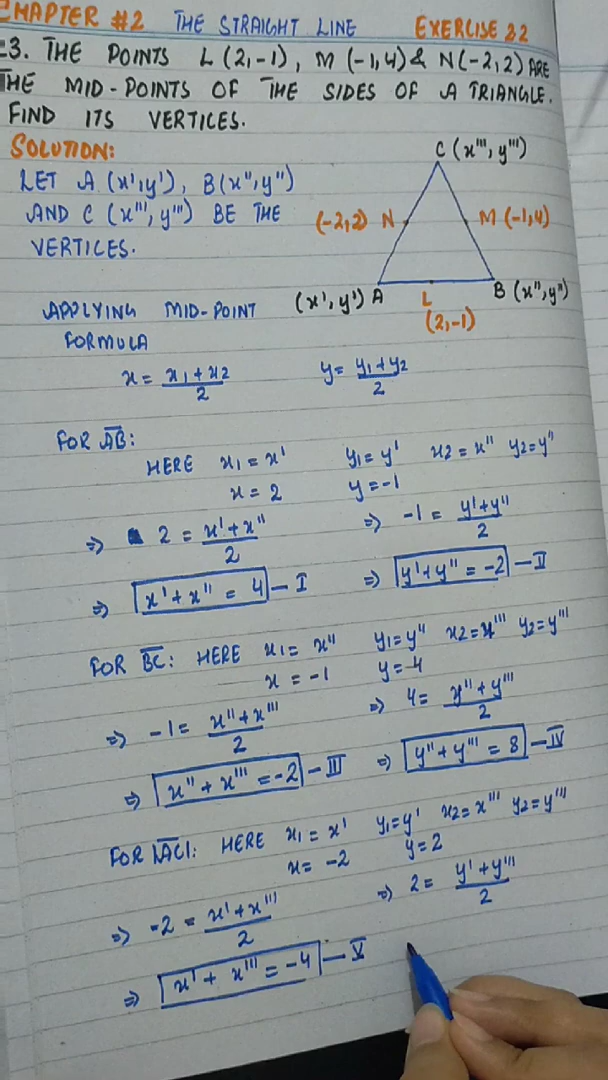 CHAPTER #2 THE STRAIGHT LINE EXERCISE 3.2
3. THE POINTS L (2,-1), M (-1,4) & N(-2,2) ARE
THE MID-POINTS OF THE SIDES OF A TRIANGLE.
FIND ITS VERTICES.
SOLUTION:
LET A (x',y'), B(x",y")
AND C (x''',y''') BE THE
VERTICES.
C (x''',y''')
(-2,2) N
M (-1,4)
(x',y') A
L
B (x",y")
(2,-1)
APPLYING MID-POINT
FORMULA
x = x1+x2/2 y = y1+y2/2
FOR AB:
HERE x1 = x' y1 = y' x2 = x" y2 = y"
x = 2 y = -1
⇒ 2 = x'+x"/2 ⇒ -1 = y'+y"/2
⇒ x'+x" = 4 — I ⇒ y'+y" = -2 — II
FOR BC: HERE x1 = x" y1 = y" x2 = x''' y2 = y'''
x = -1 y = 4
⇒ -1 = x"+x'''/2 ⇒ 4 = y"+y'''/2
⇒ x"+x''' = -2 — III ⇒ y"+y''' = 8 — IV
FOR |AC|: HERE x1 = x' y1 = y' x2 = x''' y2 = y'''
x = -2 y = 2
⇒ -2 = x'+x'''/2 ⇒ 2 = y'+y'''/2
⇒ x'+x''' = -4 — V